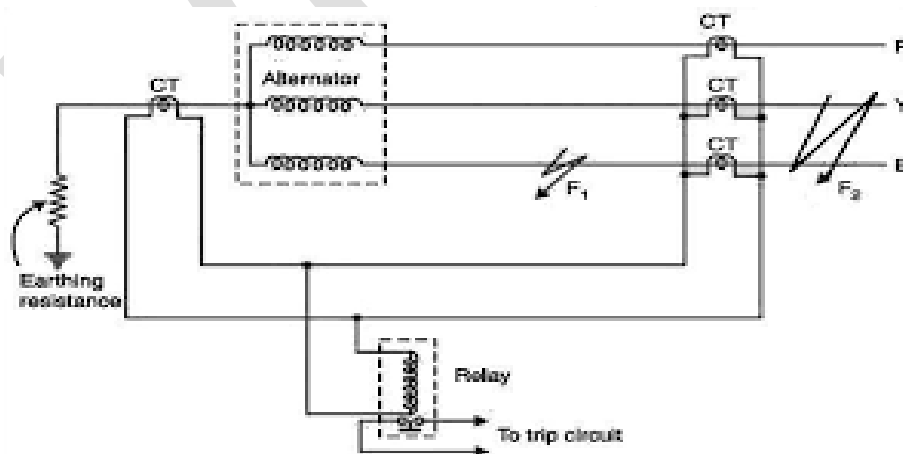 CT
R
Alternator
CT
CT
Y
CT
B
F₁
F₂
Earthing
resistance
Relay
To trip circuit